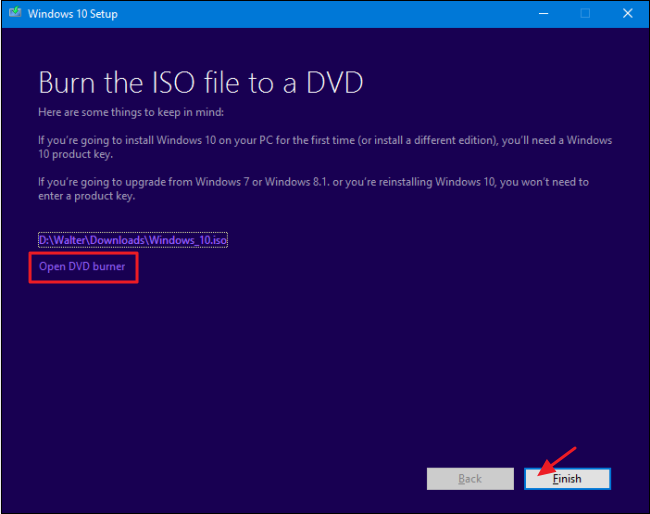 Windows 10 Setup
Burn the ISO file to a DVD
Here are some things to keep in mind:
If you're going to install Windows 10 on your PC for the first time (or install a different edition), you'll need a Windows
10 product key.
If you're going to upgrade from Windows 7 or Windows 8.1. or you're reinstalling Windows 10, you won't need to
enter a product key.
D:\Walter\Downloads\Windows_10.iso
Open DVD burner
Back
Finish